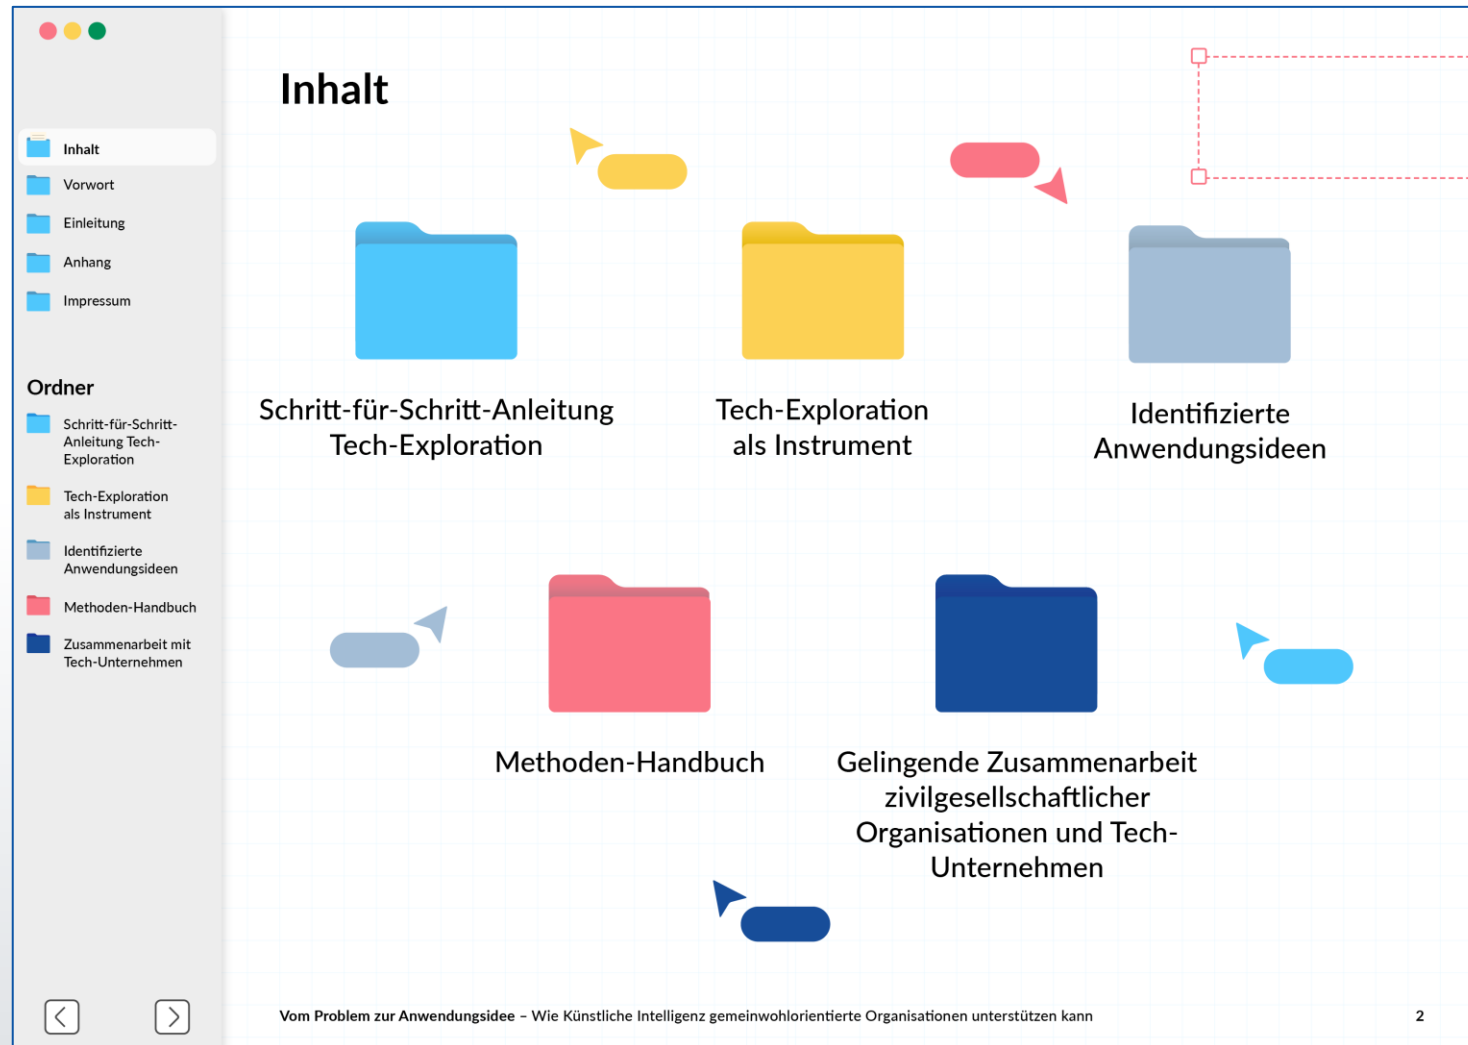 Inhalt
Vorwort
Einleitung
Anhang
Impressum
Ordner
Schritt-für-Schritt-
Anleitung Tech-
Exploration
Tech-Exploration
als Instrument
Identifizierte
Anwendungsideen
Methoden-Handbuch
Zusammenarbeit mit
Tech-Unternehmen
Inhalt
Schritt-für-Schritt-Anleitung
Tech-Exploration
Tech-Exploration
als Instrument
Identifizierte
Anwendungsideen
Methoden-Handbuch
Gelingende Zusammenarbeit
zivilgesellschaftlicher
Organisationen und Tech-
Unternehmen
Vom Problem zur Anwendungsidee – Wie Künstliche Intelligenz gemeinwohlorientierte Organisationen unterstützen kann
2